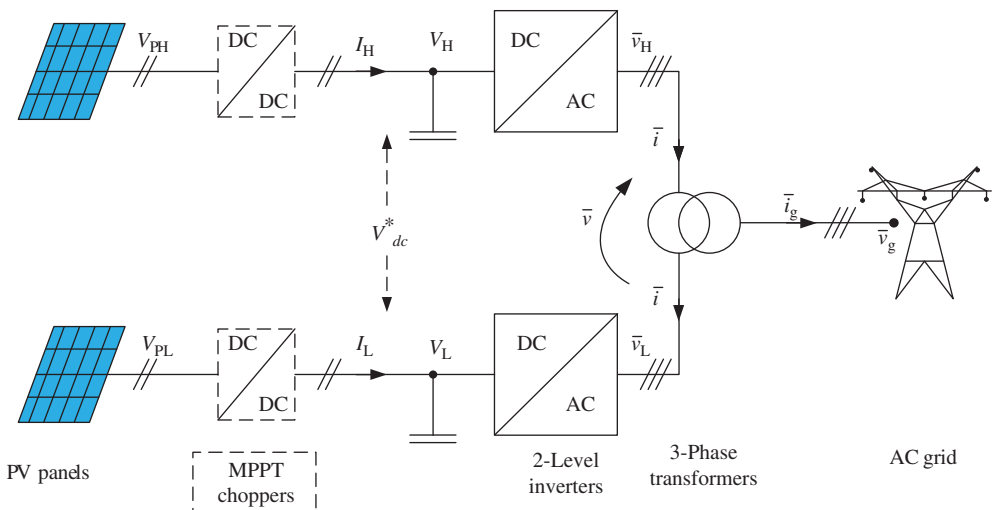 V_PH
DC
DC
I_H
V_H
DC
AC
v̅_H
i̅
v̅
i̅_g
v̅_g
V*_dc
i̅
V_PL
DC
DC
I_L
V_L
DC
AC
v̅_L
PV panels
MPPT
choppers
2-Level
inverters
3-Phase
transformers
AC grid